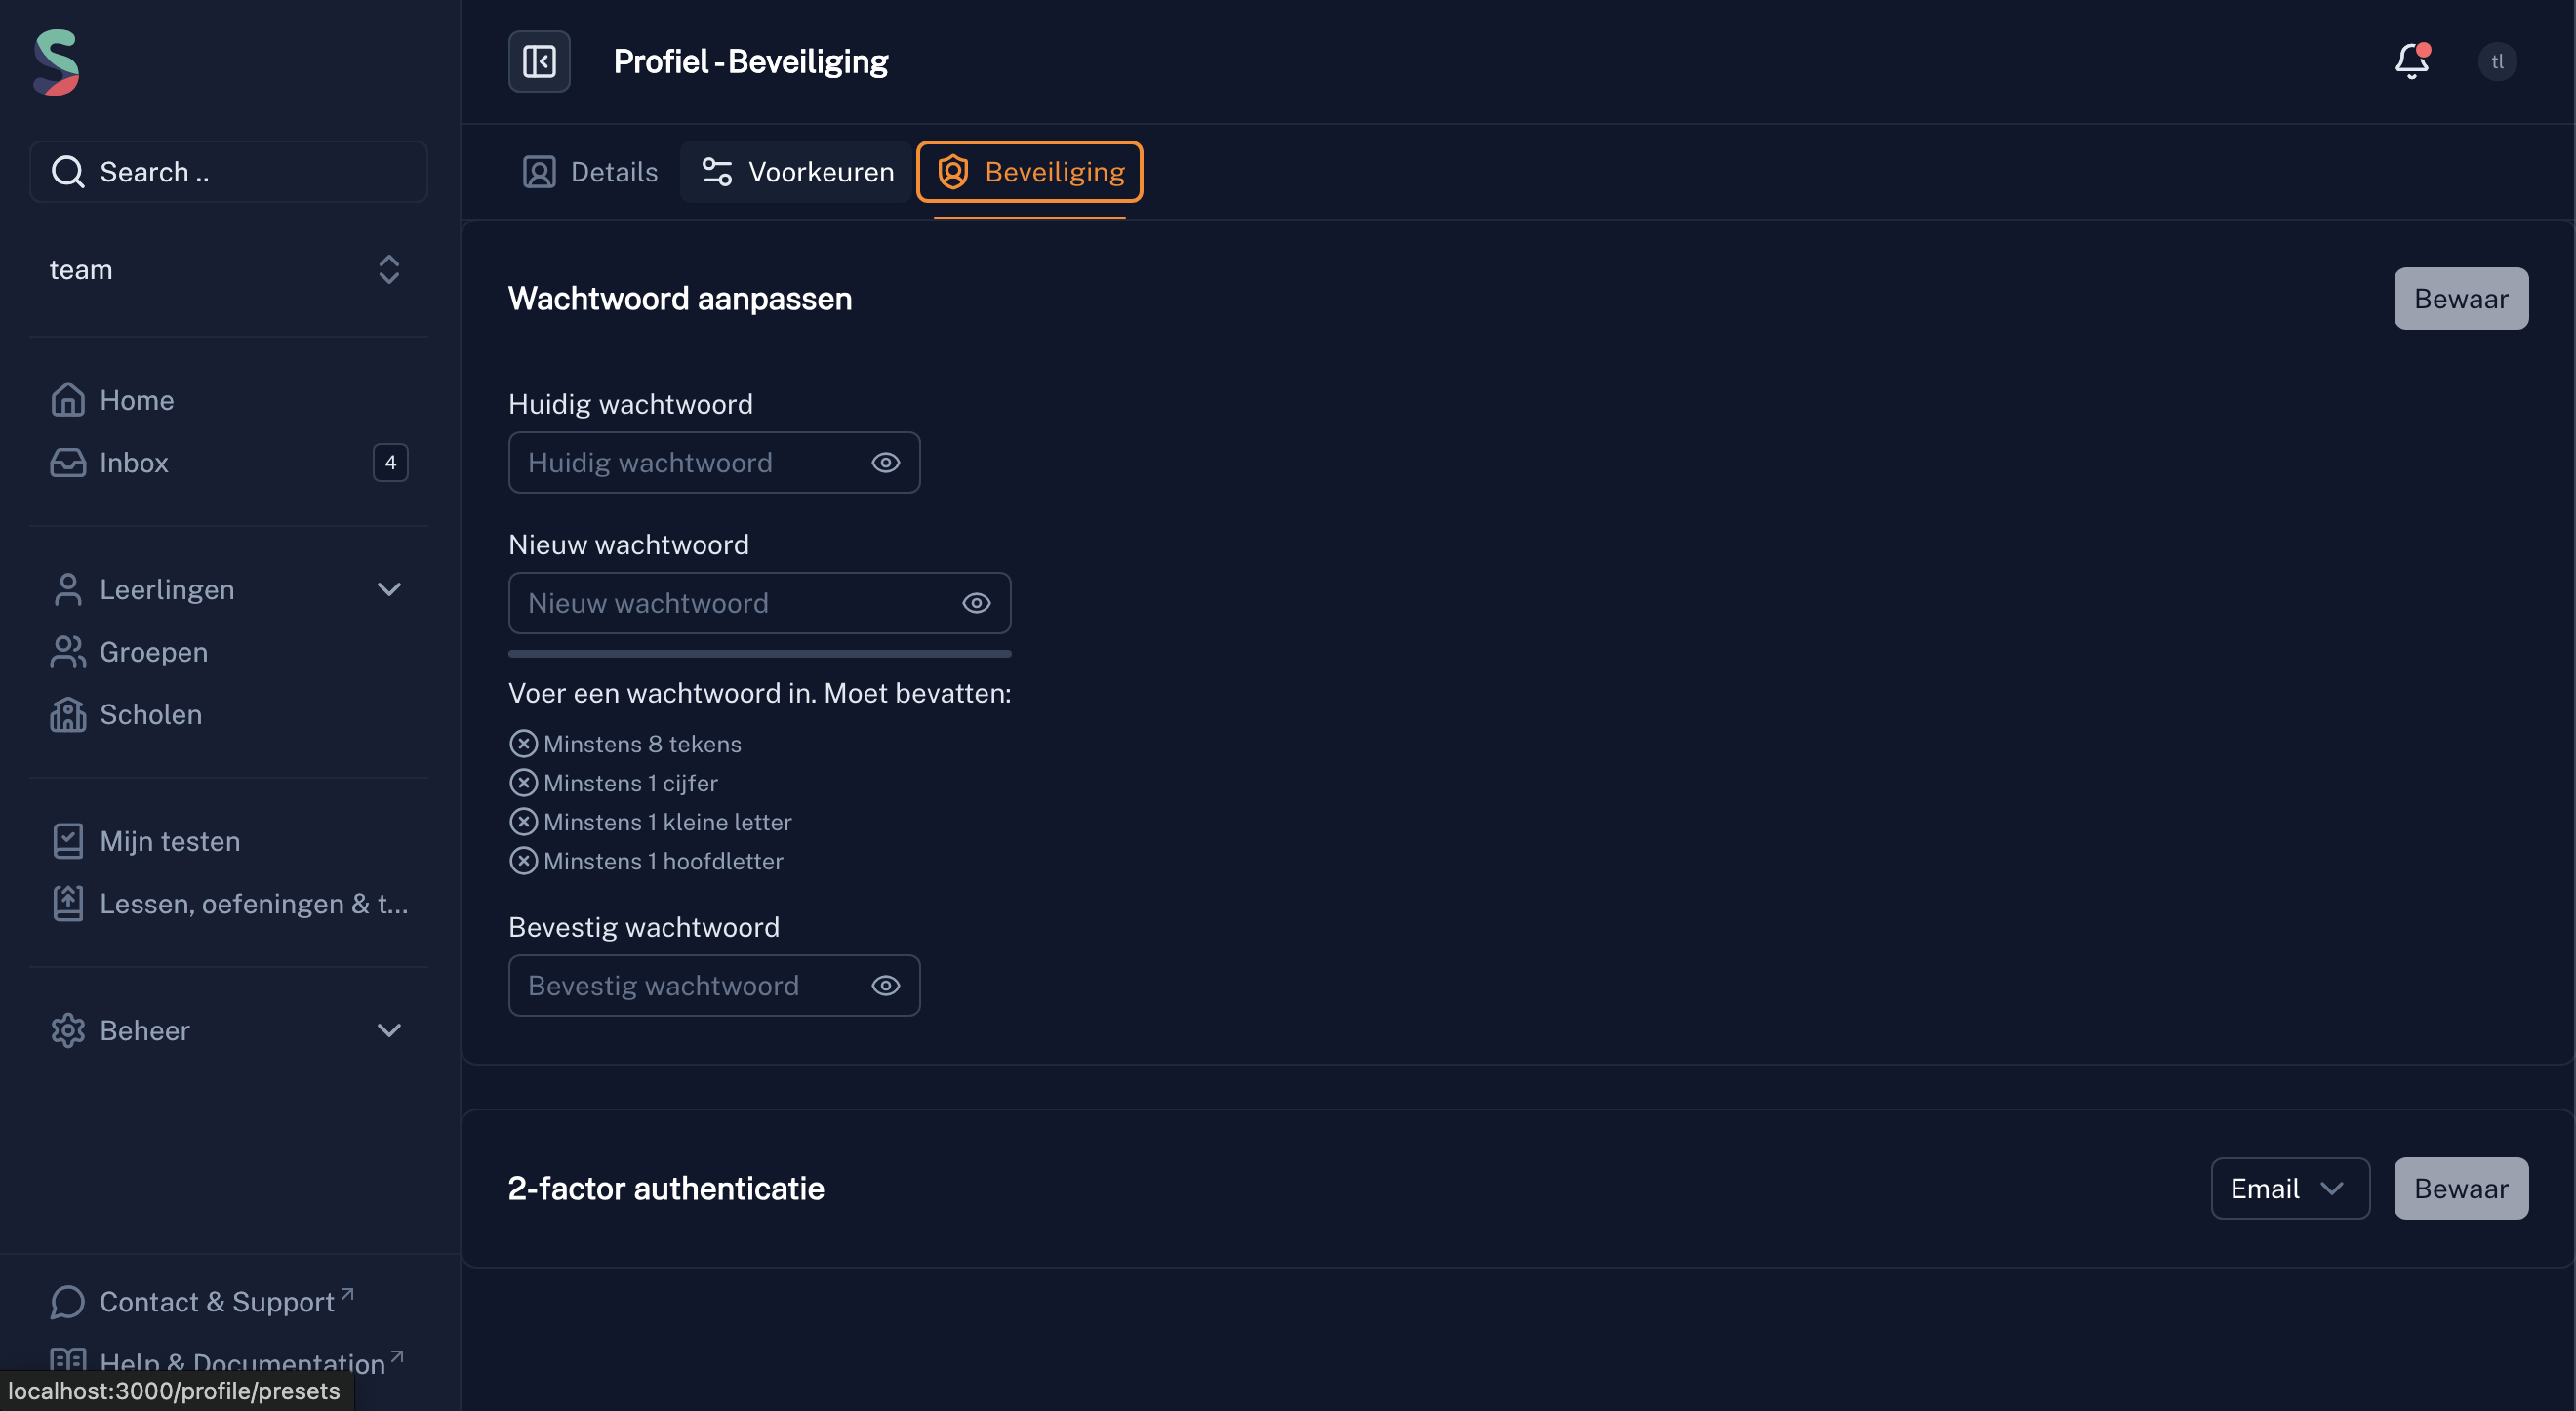 Search ..
team
Home
Inbox
4
Leerlingen
Groepen
Scholen
Mijn testen
Lessen, oefeningen & t...
Beheer
Contact & Support
Help & Documentation
localhost:3000/profile/presets
Profiel - Beveiliging
tl
Details
Voorkeuren
Beveiliging
Wachtwoord aanpassen
Bewaar
Huidig wachtwoord
Huidig wachtwoord
Nieuw wachtwoord
Nieuw wachtwoord
Voer een wachtwoord in. Moet bevatten:
Minstens 8 tekens
Minstens 1 cijfer
Minstens 1 kleine letter
Minstens 1 hoofdletter
Bevestig wachtwoord
Bevestig wachtwoord
2-factor authenticatie
Email
Bewaar